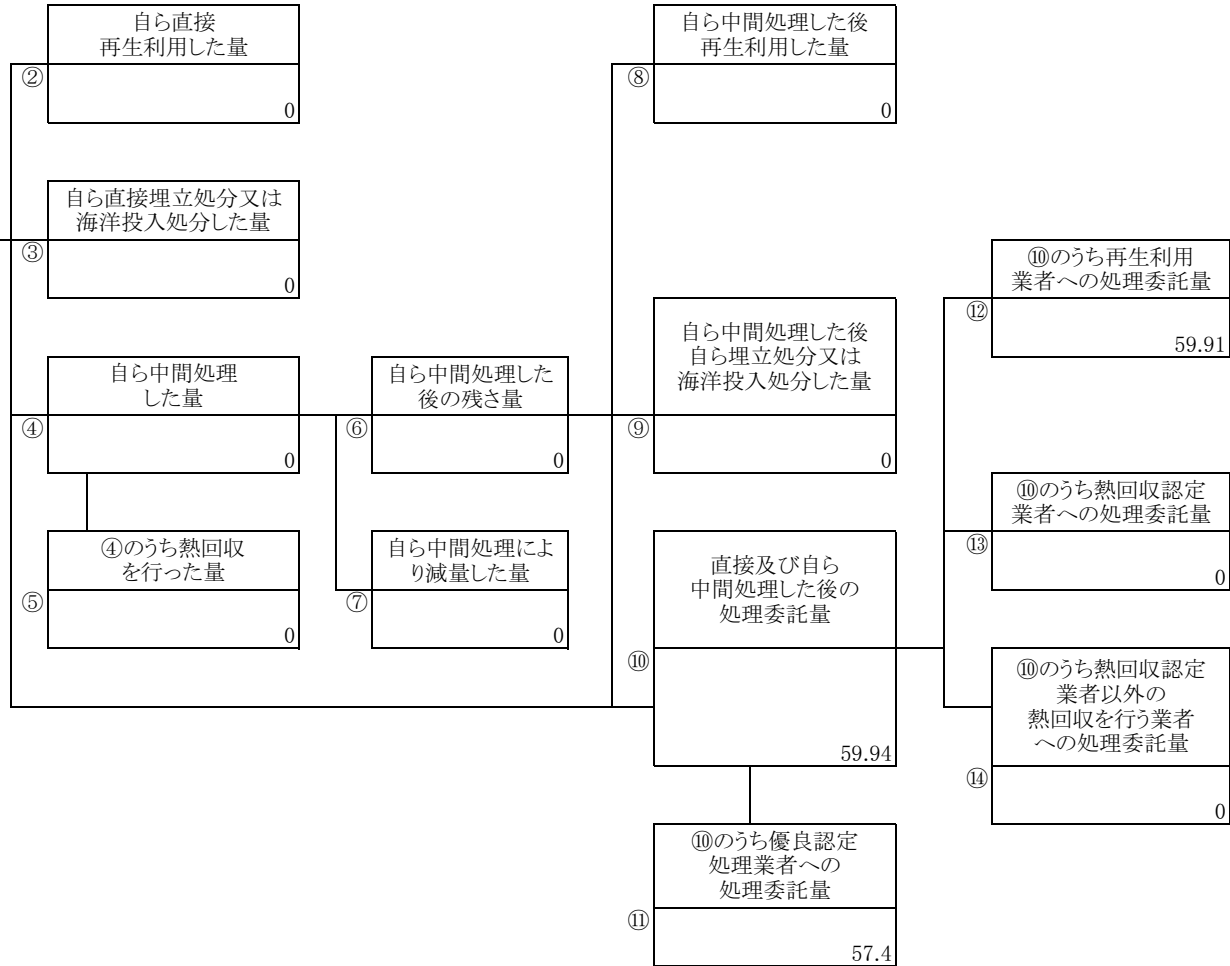 自ら直接
再生利用した量
②
0
自ら直接埋立処分又は
海洋投入処分した量
③
0
自ら中間処理
した量
④
0
④のうち熱回収
を行った量
⑤
0
自ら中間処理した
後の残さ量
⑥
0
自ら中間処理によ
り減量した量
⑦
0
自ら中間処理した後
再生利用した量
⑧
0
自ら中間処理した後
自ら埋立処分又は
海洋投入処分した量
⑨
0
直接及び自ら
中間処理した後の
処理委託量
⑩
59.94
⑩のうち優良認定
処理業者への
処理委託量
⑪
57.4
⑩のうち再生利用
業者への処理委託量
⑫
59.91
⑩のうち熱回収認定
業者への処理委託量
⑬
0
⑩のうち熱回収認定
業者以外の
熱回収を行う業者
への処理委託量
⑭
0